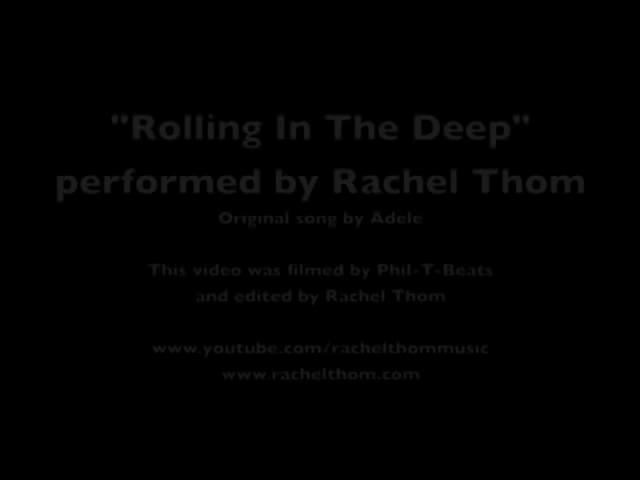 "Rolling In The Deep"
performed by Rachel Thom
Original song by Adele
This video was filmed by Phil-T-Beats
and edited by Rachel Thom
www.youtube.com/rachelthommusic
www.rachelthom.com